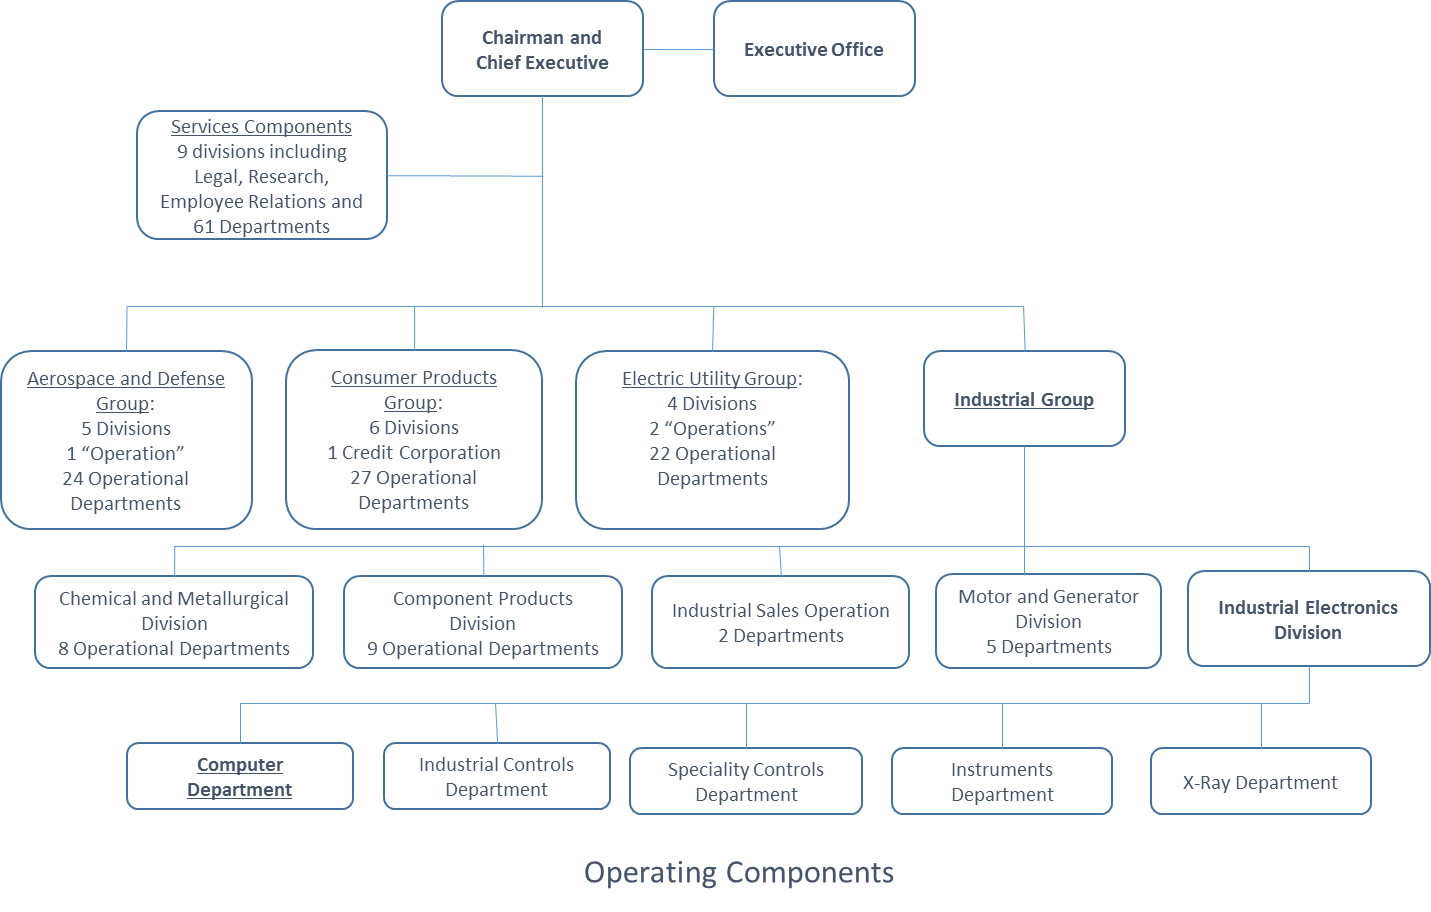 Chairman and
Chief Executive
Executive Office
Services Components
9 divisions including
Legal, Research,
Employee Relations and
61 Departments
Aerospace and Defense
Group:
5 Divisions
1 “Operation”
24 Operational
Departments
Consumer Products
Group:
6 Divisions
1 Credit Corporation
27 Operational
Departments
Electric Utility Group:
4 Divisions
2 “Operations”
22 Operational
Departments
Industrial Group
Chemical and Metallurgical
Division
8 Operational Departments
Component Products
Division
9 Operational Departments
Industrial Sales Operation
2 Departments
Motor and Generator
Division
5 Departments
Industrial Electronics
Division
Computer
Department
Industrial Controls
Department
Speciality Controls
Department
Instruments
Department
X-Ray Department
Operating Components